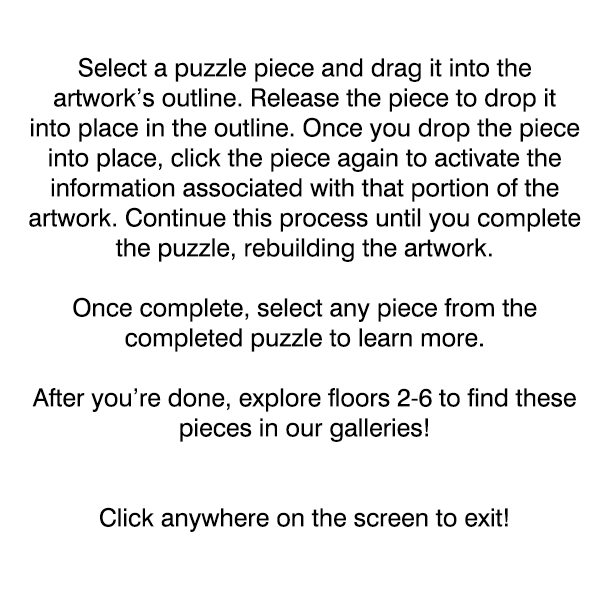 Select a puzzle piece and drag it into the
artwork’s outline. Release the piece to drop it
into place in the outline. Once you drop the piece
into place, click the piece again to activate the
information associated with that portion of the
artwork. Continue this process until you complete
the puzzle, rebuilding the artwork.
Once complete, select any piece from the
completed puzzle to learn more.
After you’re done, explore floors 2-6 to find these
pieces in our galleries!
Click anywhere on the screen to exit!